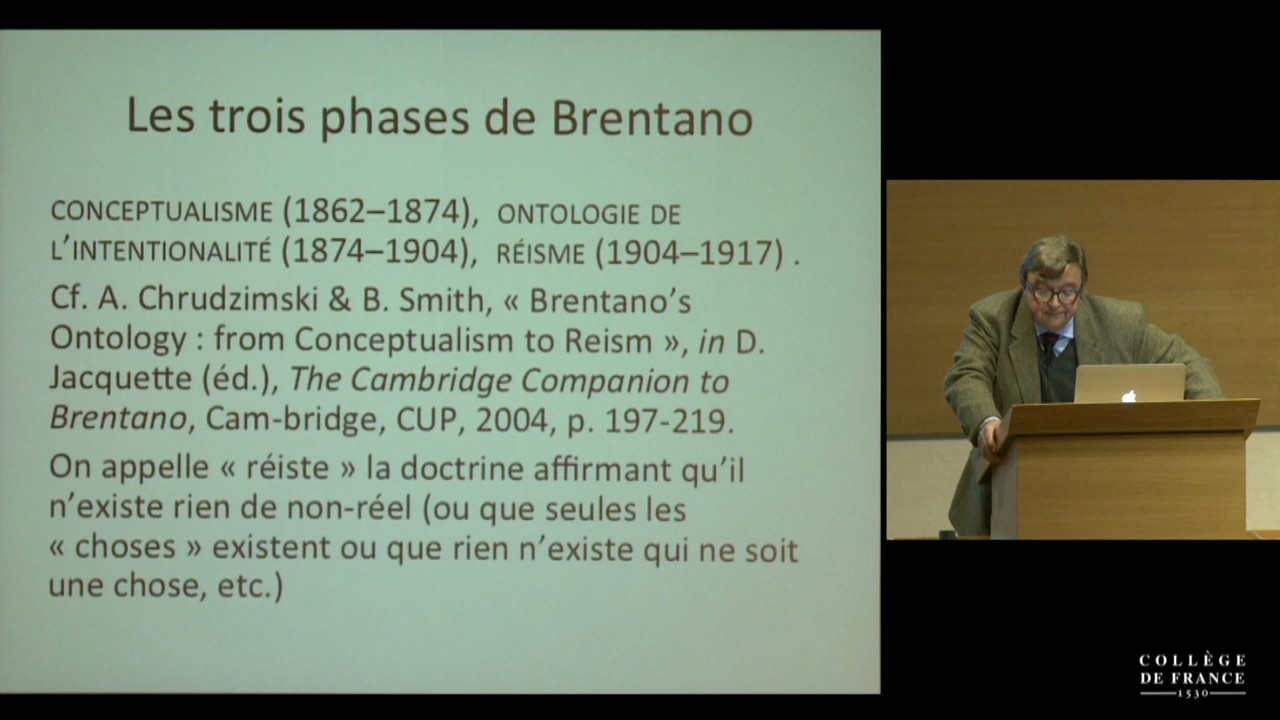 Les trois phases de Brentano
CONCEPTUALISME (1862–1874), ONTOLOGIE DE
L’INTENTIONALITÉ (1874–1904), RÉISME (1904–1917) .
Cf. A. Chrudzimski & B. Smith, « Brentano’s
Ontology : from Conceptualism to Reism », in D.
Jacquette (éd.), The Cambridge Companion to
Brentano, Cam-bridge, CUP, 2004, p. 197-219.
On appelle « réiste » la doctrine affirmant qu’il
n’existe rien de non-réel (ou que seules les
« choses » existent ou que rien n’existe qui ne soit
une chose, etc.)
COLLÈGE
DE FRANCE
1530